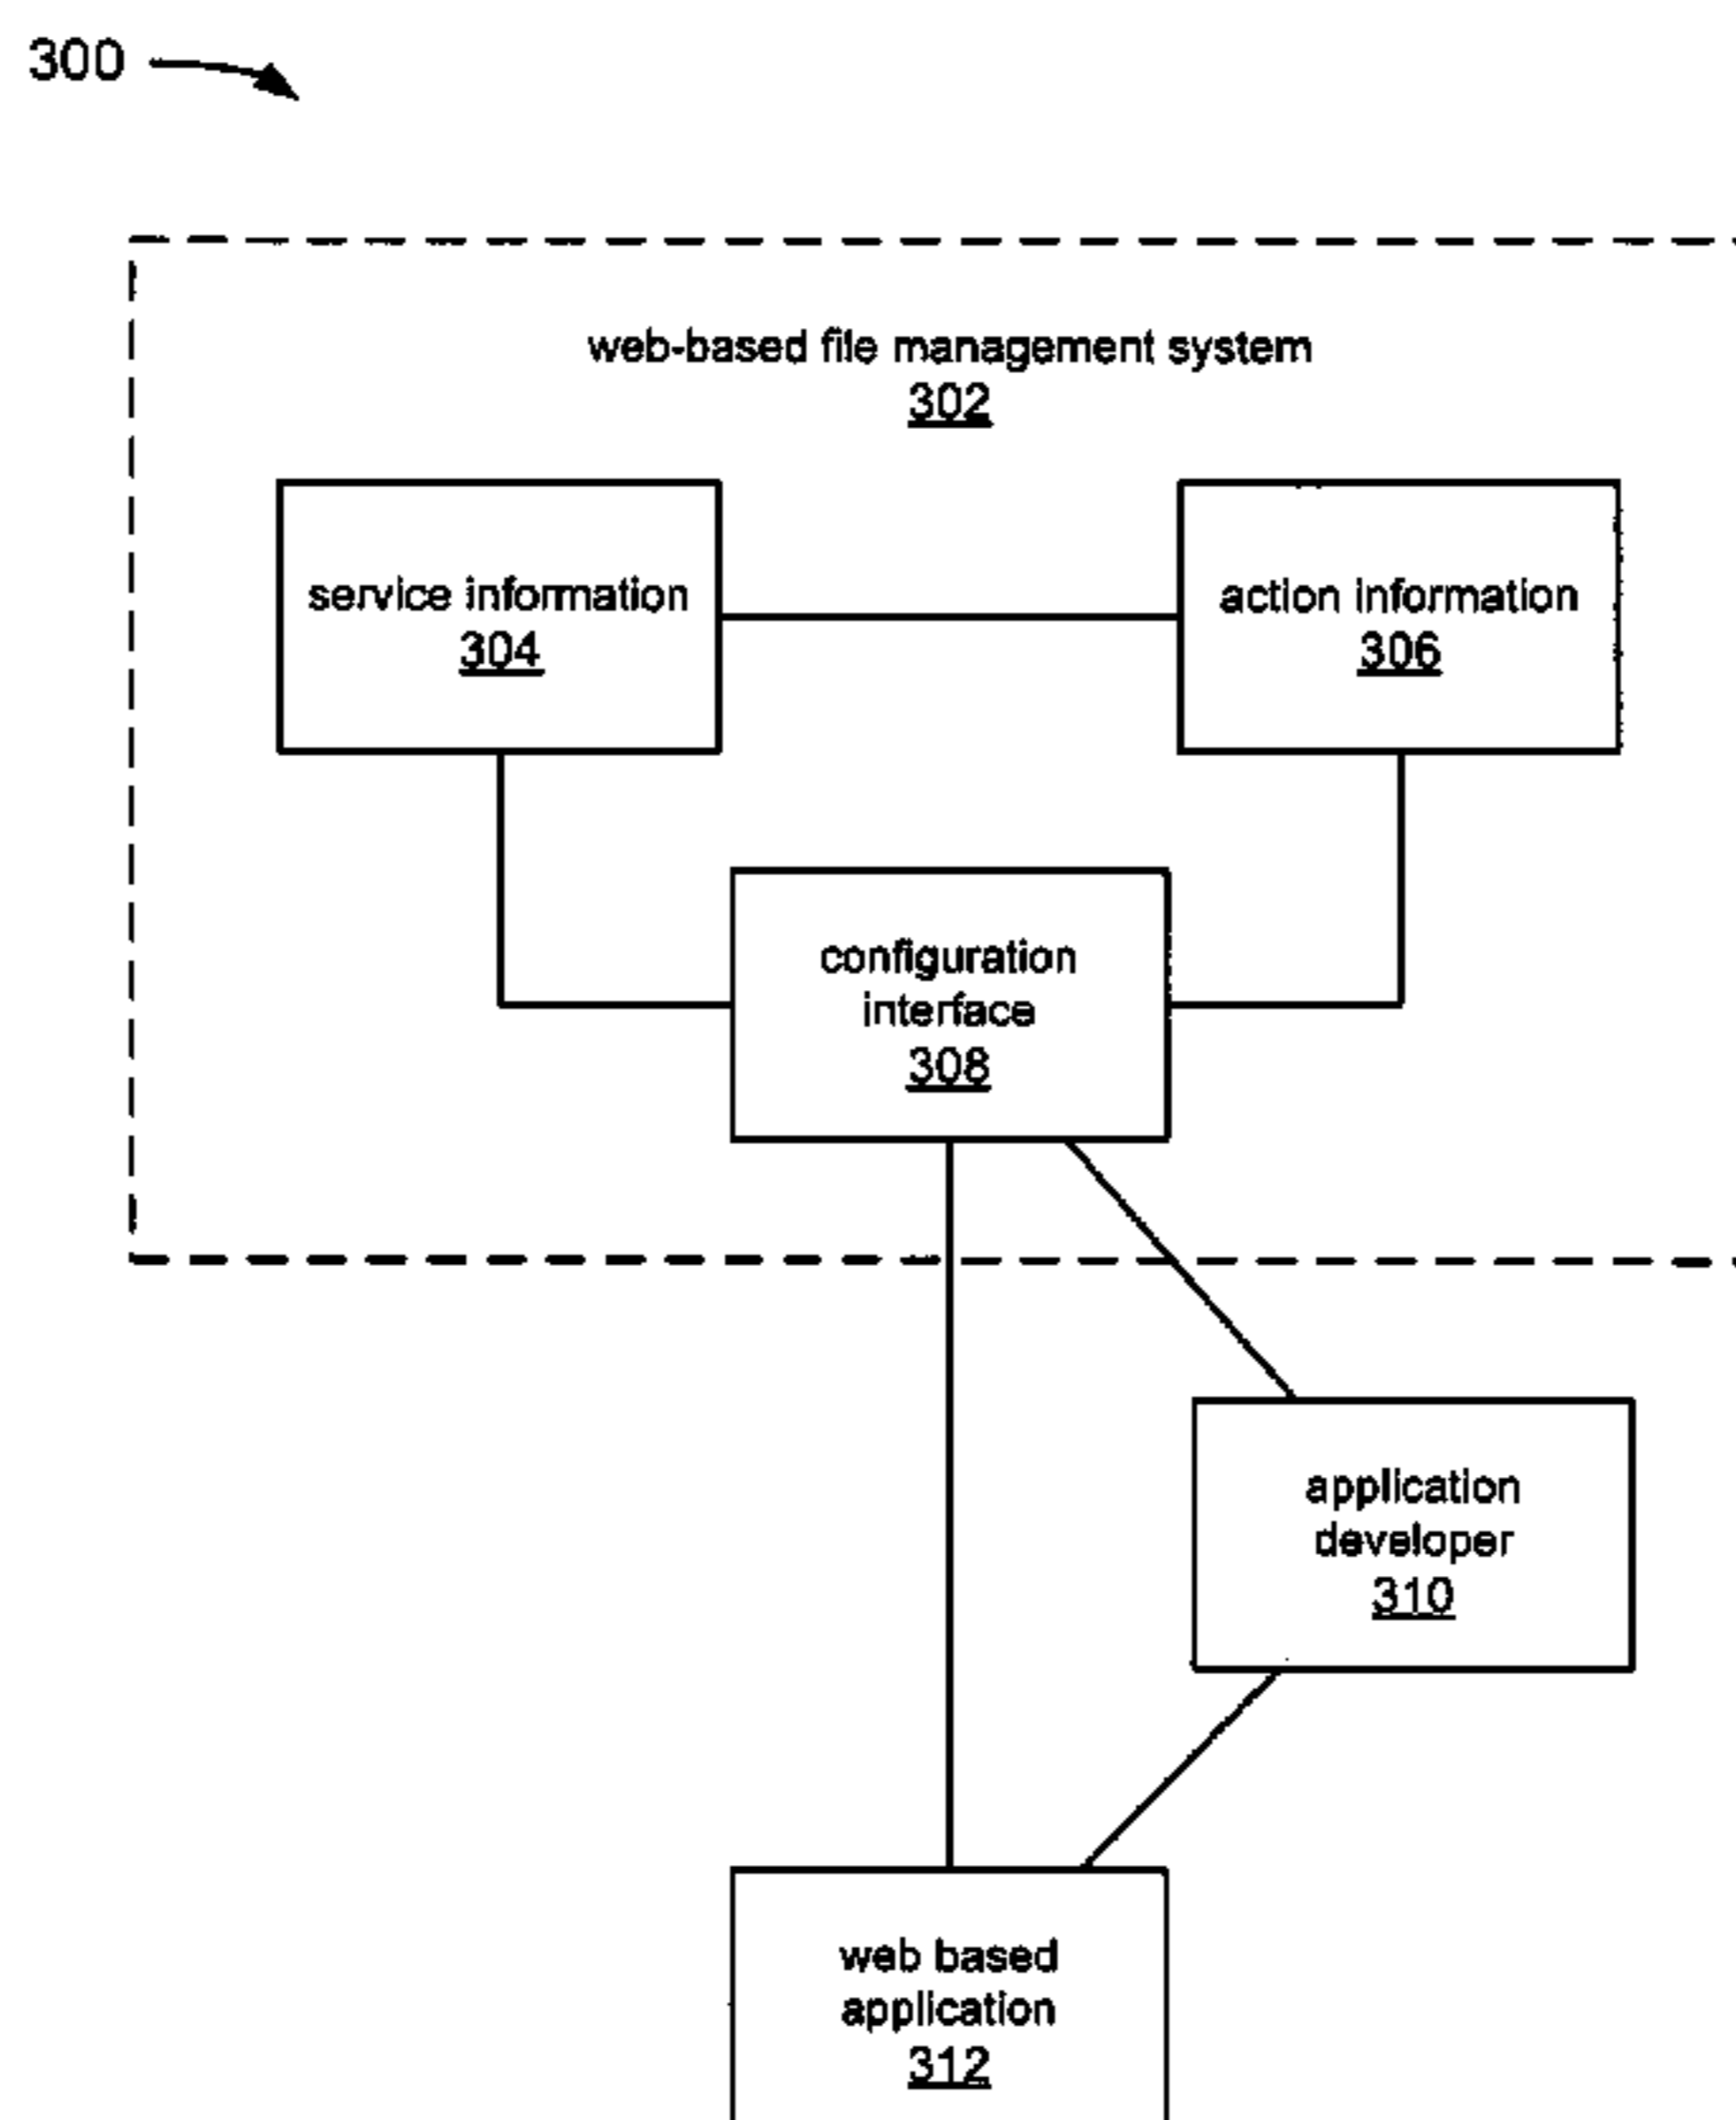 300
web-based file management system
302
service information
304
action information
306
configuration
interface
308
application
developer
310
web based
application
312